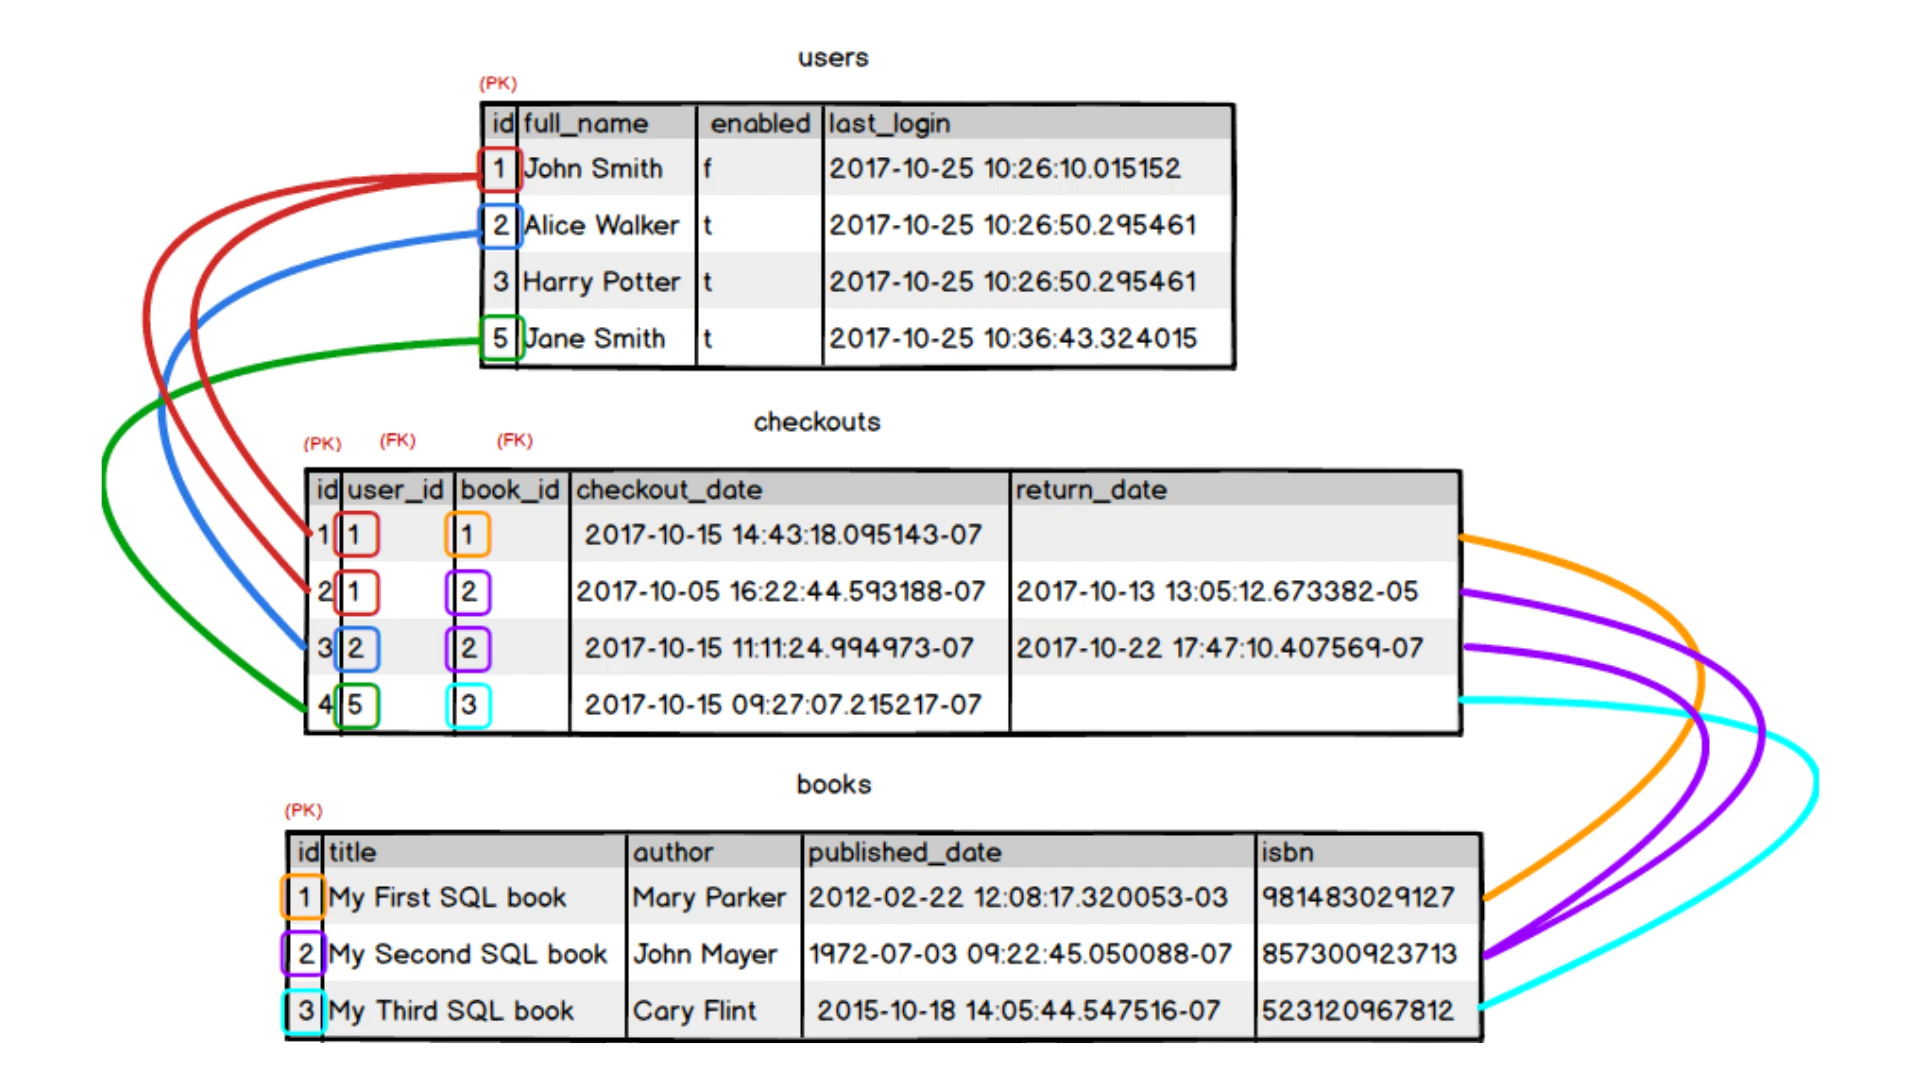 users
(PK)
id full_name enabled last_login
1 John Smith f 2017-10-25 10:26:10.015152
2 Alice Walker t 2017-10-25 10:26:50.295461
3 Harry Potter t 2017-10-25 10:26:50.295461
5 Jane Smith t 2017-10-25 10:36:43.324015
checkouts
(PK) (FK) (FK)
id user_id book_id checkout_date return_date
1 1 1 2017-10-15 14:43:18.095143-07
2 1 2 2017-10-05 16:22:44.593188-07 2017-10-13 13:05:12.673382-05
3 2 2 2017-10-15 11:11:24.994973-07 2017-10-22 17:47:10.407569-07
4 5 3 2017-10-15 09:27:07.215217-07
books
(PK)
id title author published_date isbn
1 My First SQL book Mary Parker 2012-02-22 12:08:17.320053-03 981483029127
2 My Second SQL book John Mayer 1972-07-03 09:22:45.050088-07 857300923713
3 My Third SQL book Cary Flint 2015-10-18 14:05:44.547516-07 523120967812